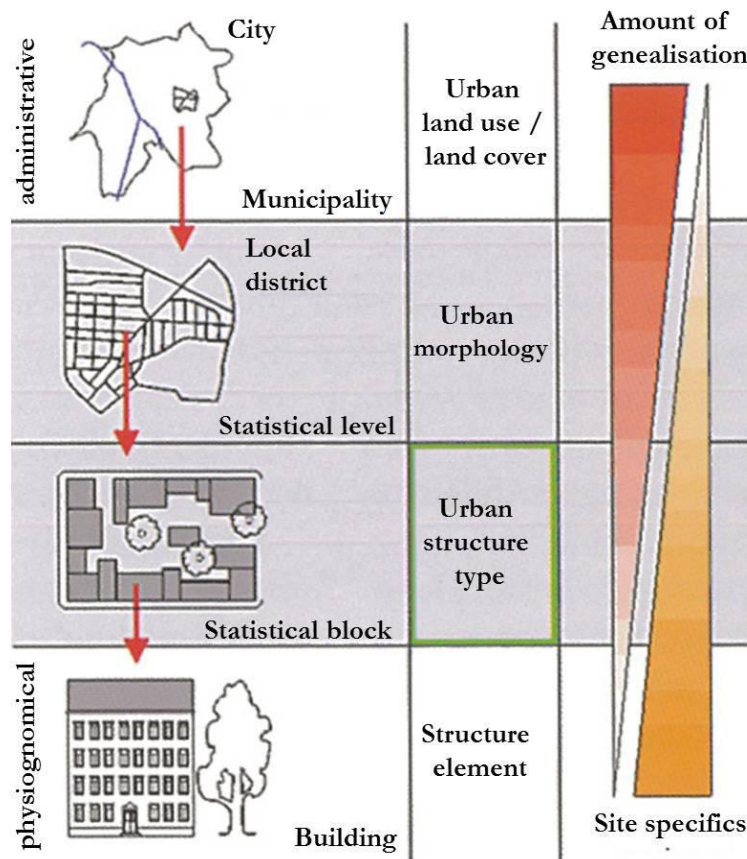 administrative
City
Municipality
Urban
land use /
land cover
Amount of
genealisation
Local
district
Statistical level
Urban
morphology
Statistical block
Urban
structure
type
physiognomical
Building
Structure
element
Site specifics